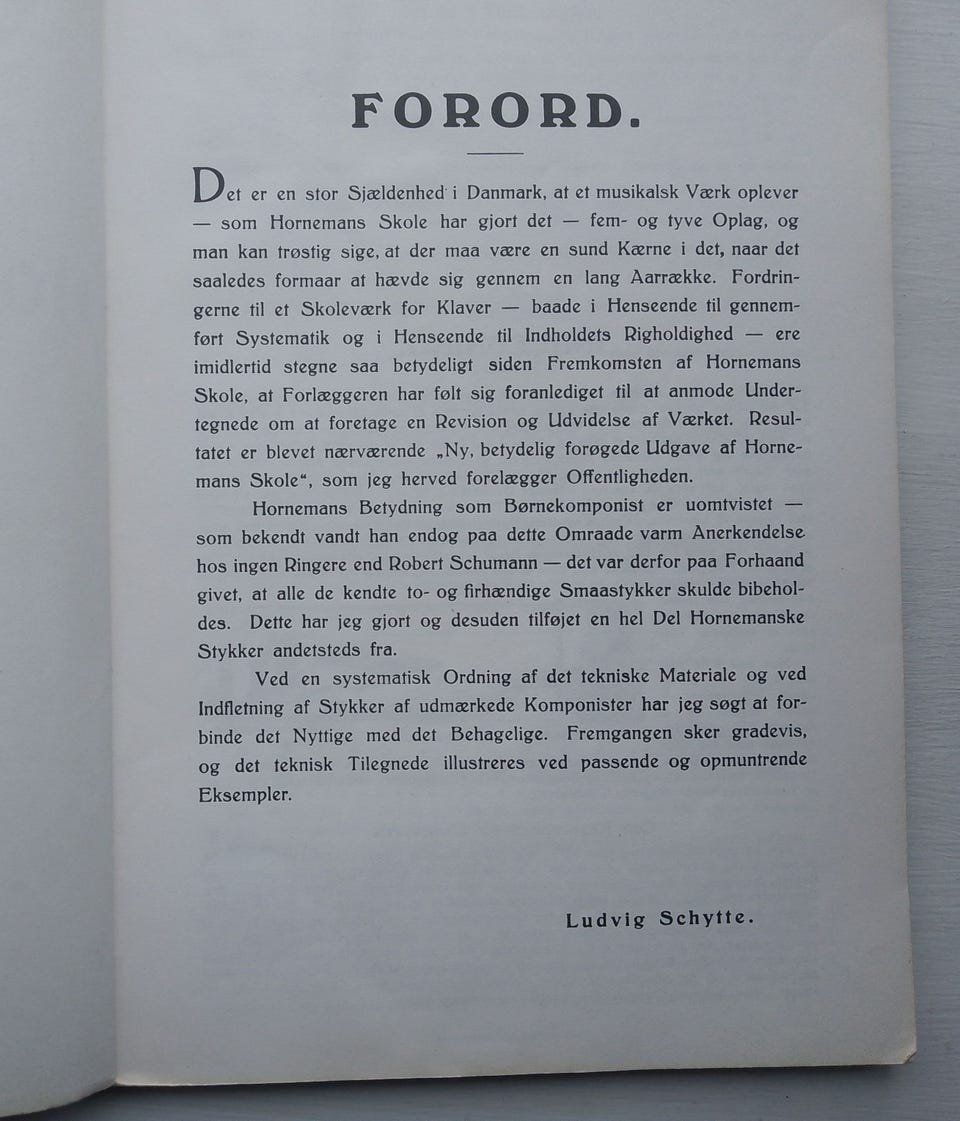 FORORD.
Det er en stor Sjældenhed i Danmark, at et musikalsk Værk oplever
— som Hornemans Skole har gjort det — fem- og tyve Oplag, og
man kan trøstig sige, at der maa være en sund Kærne i det, naar det
saaledes formaar at hævde sig gennem en lang Aarrække. Fordrin-
gerne til et Skoleværk for Klaver — baade i Henseende til gennem-
ført Systematik og i Henseende til Indholdets Righoldighed — ere
imidlertid stegne saa betydeligt siden Fremkomsten af Hornemans
Skole, at Forlæggeren har følt sig foranlediget til at anmode Under-
tegnede om at foretage en Revision og Udvidelse af Værket. Resul-
tatet er blevet nærværende „Ny, betydelig forøgede Udgave af Horne-
mans Skole“, som jeg herved forelægger Offentligheden.
Hornemans Betydning som Børnekomponist er uomtvistet —
som bekendt vandt han endog paa dette Omraade varm Anerkendelse
hos ingen Ringere end Robert Schumann — det var derfor paa Forhaand
givet, at alle de kendte to- og firhændige Smaastykker skulde bibehol-
des. Dette har jeg gjort og desuden tilføjet en hel Del Hornemanske
Stykker andetsteds fra.
Ved en systematisk Ordning af det tekniske Materiale og ved
Indfletning af Stykker af udmærkede Komponister har jeg søgt at for-
binde det Nyttige med det Behagelige. Fremgangen sker gradevis,
og det teknisk Tilegnede illustreres ved passende og opmuntrende
Eksempler.
Ludvig Schytte.